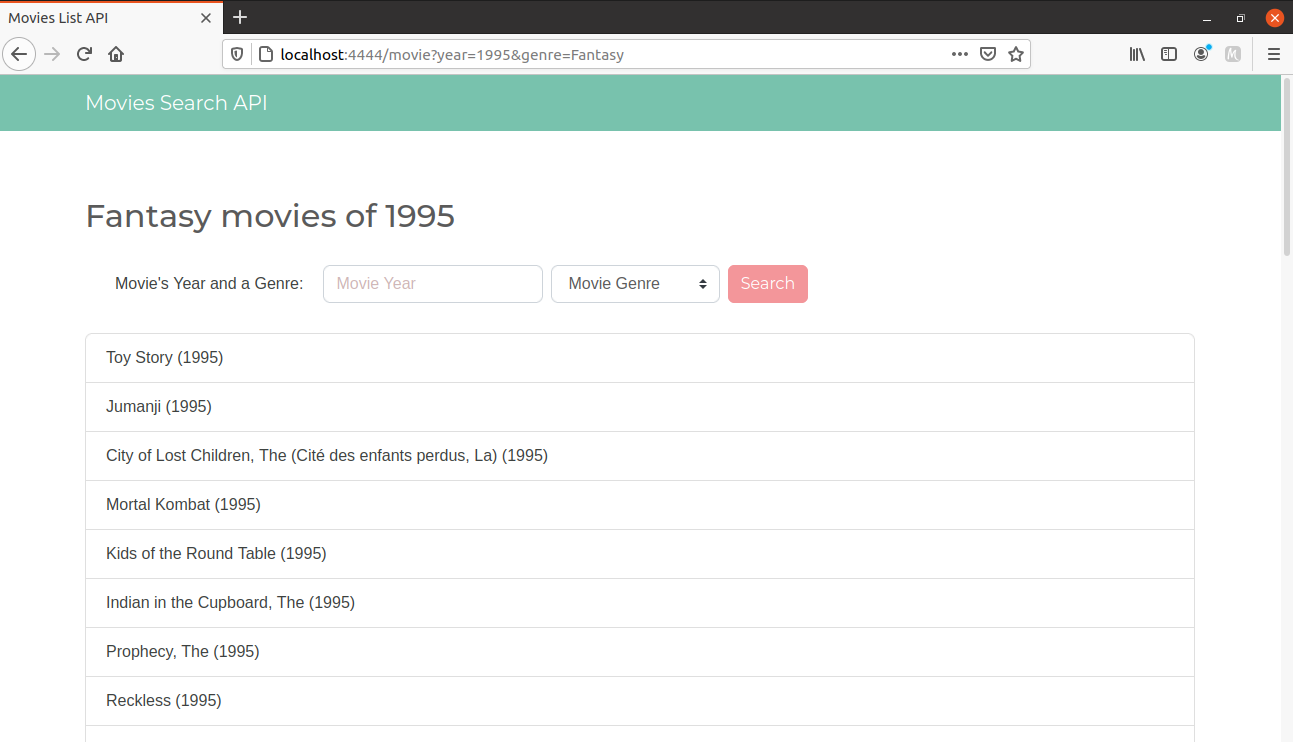 Movies List API
localhost:4444/movie?year=1995&genre=Fantasy
Movies Search API
Fantasy movies of 1995
Movie's Year and a Genre: Movie Year Movie Genre Search
Toy Story (1995)
Jumanji (1995)
City of Lost Children, The (Cité des enfants perdus, La) (1995)
Mortal Kombat (1995)
Kids of the Round Table (1995)
Indian in the Cupboard, The (1995)
Prophecy, The (1995)
Reckless (1995)